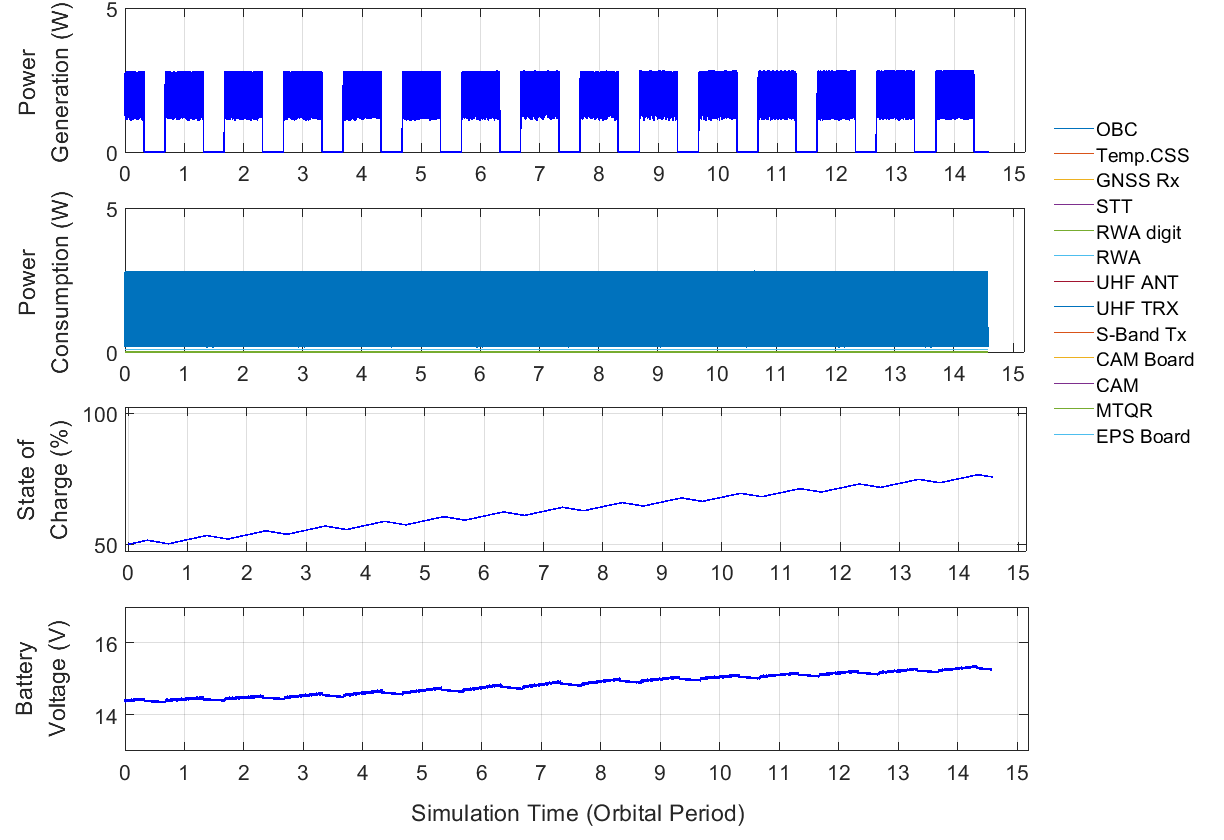 Power
Generation (W)
5
0
0 1 2 3 4 5 6 7 8 9 10 11 12 13 14 15
Power
Consumption (W)
5
0
0 1 2 3 4 5 6 7 8 9 10 11 12 13 14 15
State of
Charge (%)
100
50
0 1 2 3 4 5 6 7 8 9 10 11 12 13 14 15
Battery
Voltage (V)
16
14
0 1 2 3 4 5 6 7 8 9 10 11 12 13 14 15
Simulation Time (Orbital Period)
OBC
Temp.CSS
GNSS Rx
STT
RWA digit
RWA
UHF ANT
UHF TRX
S-Band Tx
CAM Board
CAM
MTQR
EPS Board